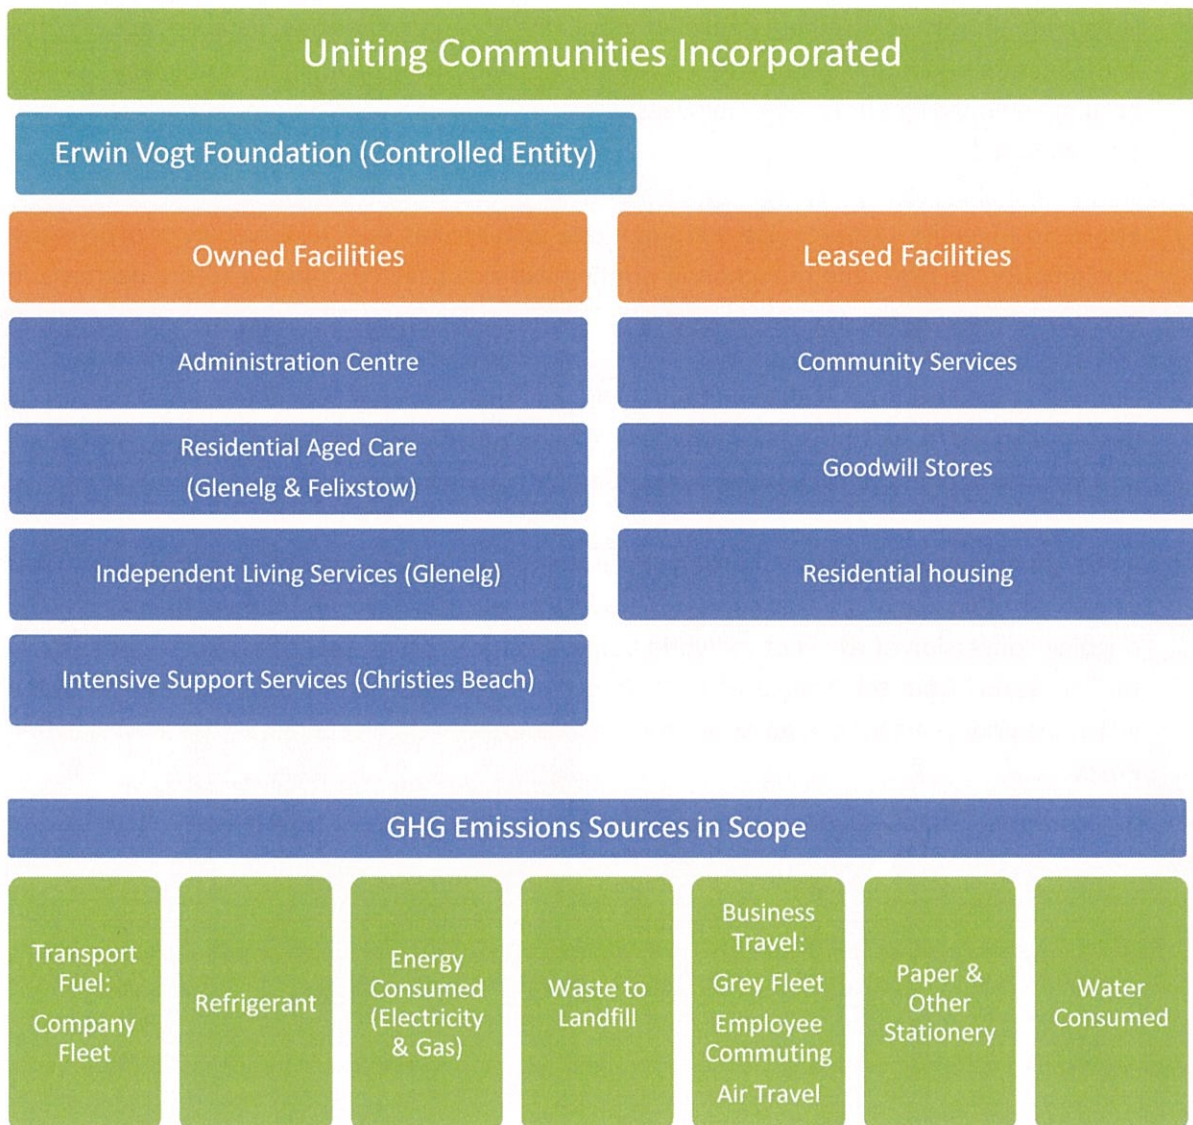 Uniting Communities Incorporated
Erwin Vogt Foundation (Controlled Entity)
Owned Facilities
Leased Facilities
Administration Centre
Community Services
Residential Aged Care
(Glenelg & Felixstow)
Goodwill Stores
Independent Living Services (Glenelg)
Residential housing
Intensive Support Services (Christies Beach)
GHG Emissions Sources in Scope
Transport
Fuel:
Company
Fleet
Refrigerant
Energy
Consumed
(Electricity
& Gas)
Waste to
Landfill
Business
Travel:
Grey Fleet
Employee
Commuting
Air Travel
Paper &
Other
Stationery
Water
Consumed